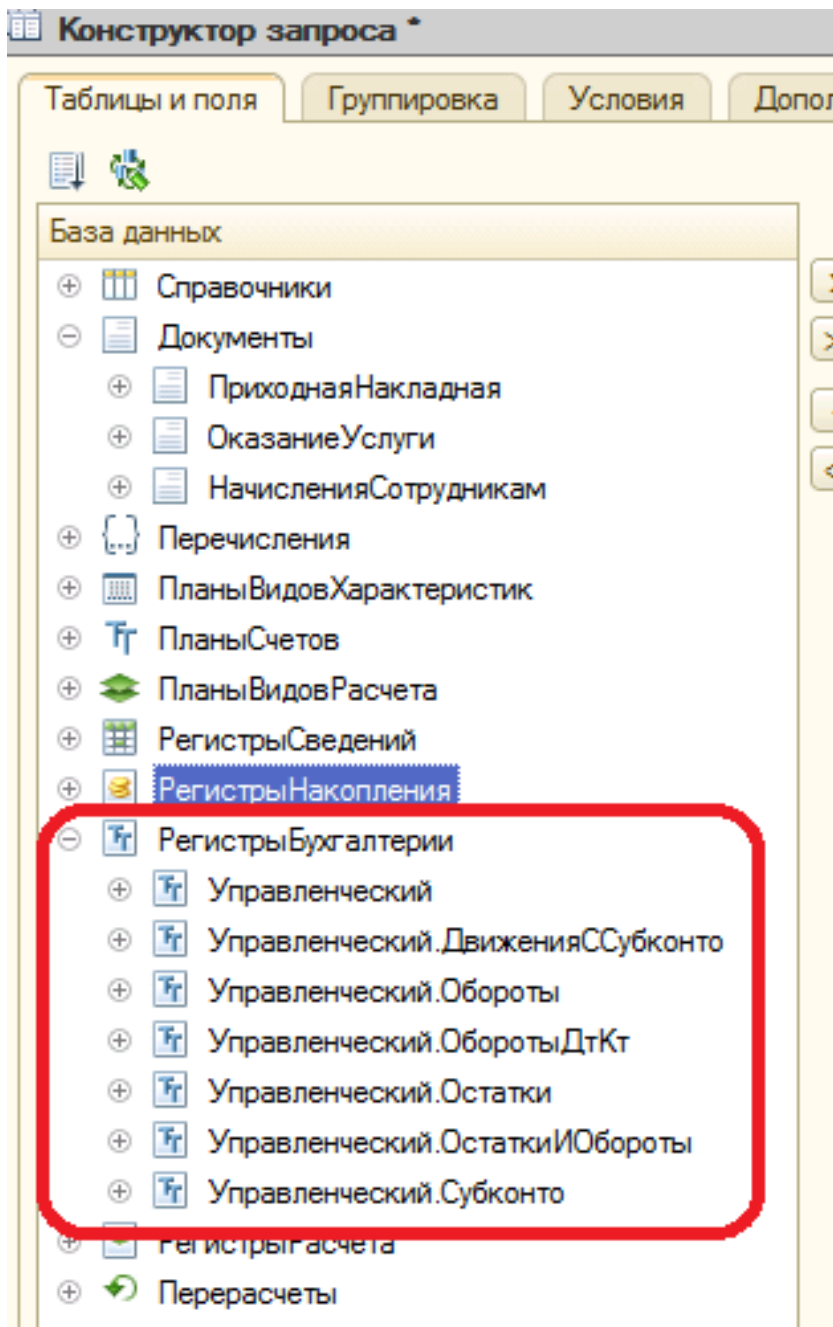 Конструктор запроса *
Таблицы и поля Группировка Условия Допол
База данных
Справочники
Документы
ПриходнаяНакладная
ОказаниеУслуги
НачисленияСотрудникам
Перечисления
ПланыВидовХарактеристик
ПланыСчетов
ПланыВидовРасчета
РегистрыСведений
РегистрыНакопления
РегистрыБухгалтерии
Управленческий
Управленческий.ДвиженияССубконто
Управленческий.Обороты
Управленческий.ОборотыДтКт
Управленческий.Остатки
Управленческий.ОстаткиИОбороты
Управленческий.Субконто
РегистрыРасчета
Перерасчеты